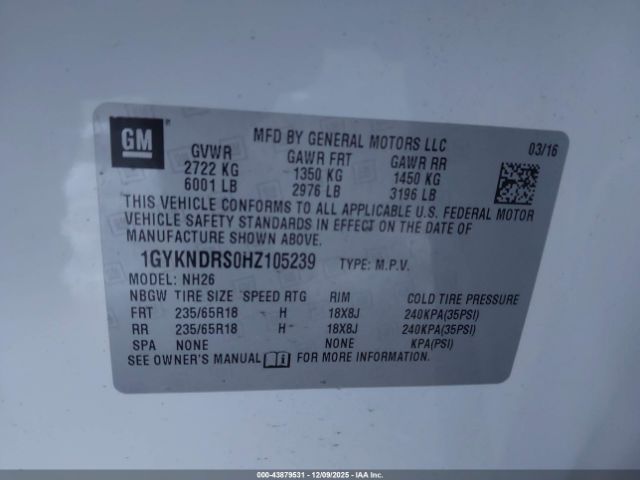 GM
MFD BY GENERAL MOTORS LLC 03/16
GVWR GAWR FRT GAWR RR
2722 KG 1350 KG 1450 KG
6001 LB 2976 LB 3196 LB
THIS VEHICLE CONFORMS TO ALL APPLICABLE U.S. FEDERAL MOTOR
VEHICLE SAFETY STANDARDS IN EFFECT ON THE DATE OF
MANUFACTURE SHOWN ABOVE.
1GYKNDRS0HZ105239 TYPE: M.P.V.
MODEL: NH26
NBGW TIRE SIZE SPEED RTG RIM COLD TIRE PRESSURE
FRT 235/65R18 H 18X8J 240KPA(35PSI)
RR 235/65R18 H 18X8J 240KPA(35PSI)
SPA NONE NONE KPA(PSI)
SEE OWNER'S MANUAL FOR MORE INFORMATION.
000-43879531 - 12/09/2025 - IAAI.COM